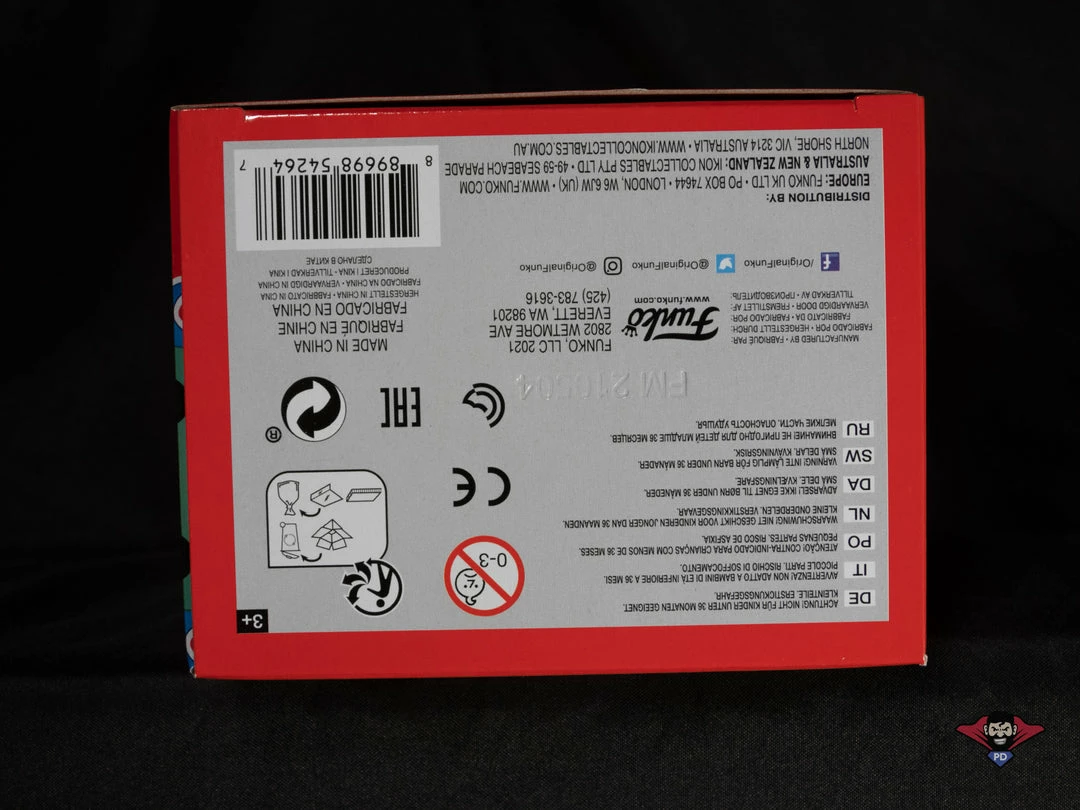 3+
DE ACHTUNG! NICHT FÜR KINDER UNTER 36 MONATEN GEEIGNET.
KLEINTEILE. ERSTICKUNGSGEFAHR.
IT AVVERTENZA! NON ADATTO A BAMBINI DI ETÀ INFERIORE A 36 MESI.
PICCOLE PARTI. RISCHIO DI SOFFOCAMENTO.
PO ATENÇÃO! CONTRA-INDICADO PARA CRIANÇAS COM MENOS DE 36 MESES.
PEQUENAS PARTES. RISCO DE ASFIXIA.
NL WAARSCHUWING! NIET GESCHIKT VOOR KINDEREN JONGER DAN 36 MAANDEN.
KLEINE ONDERDELEN. VERSTIKKINGSGEVAAR.
DA ADVARSEL! IKKE EGNET TIL BØRN UNDER 36 MÅNEDER.
SMÅ DELE. KVÆLNINGSFARE.
SW VARNING! INTE LÄMPLIG FÖR BARN UNDER 36 MÅNADER.
SMÅ DELAR. KVÄVNINGSRISK.
RU ВНИМАНИЕ! НЕ ПРИГОДНО ДЛЯ ДЕТЕЙ МЛАДШЕ 36 МЕСЯЦЕВ.
МЕЛКИЕ ЧАСТИ. ОПАСНОСТЬ УДУШЬЯ.
0-3
CE
EAC
®
FM 210504
MANUFACTURED BY • FABRIQUÉ PAR:
FABRICADO POR • HERGESTELLT DURCH:
FABBRICATO DA • FABRICADO POR:
VERVAARDIGD DOOR • FREMSTILLET AF:
TILLVERKAD AV • ПРОИЗВОДИТЕЛЬ:
Funko
www.funko.com
FUNKO, LLC 2021
2802 WETMORE AVE
EVERETT, WA 98201
(425) 783-3616
MADE IN CHINA
FABRIQUÉ EN CHINE
FABRICADO EN CHINA
HERGESTELLT IN CHINA • FABBRICATO IN CHINA
FABRICADO NA CHINA • VERVAARDIGD IN CHINA
PRODUCERET I KINA • TILLVERKAD I KINA
СДЕЛАНО В КИТАЕ
/OriginalFunko
@OriginalFunko
@OriginalFunko
DISTRIBUTION BY:
EUROPE: FUNKO UK LTD • PO BOX 74644 • LONDON, W6 6JW (UK) • WWW.FUNKO.COM
AUSTRALIA & NEW ZEALAND: IKON COLLECTABLES PTY LTD • 49-59 SEABEACH PARADE
NORTH SHORE, VIC 3214 AUSTRALIA • WWW.IKONCOLLECTABLES.COM.AU
8 89698 54264 7
PD